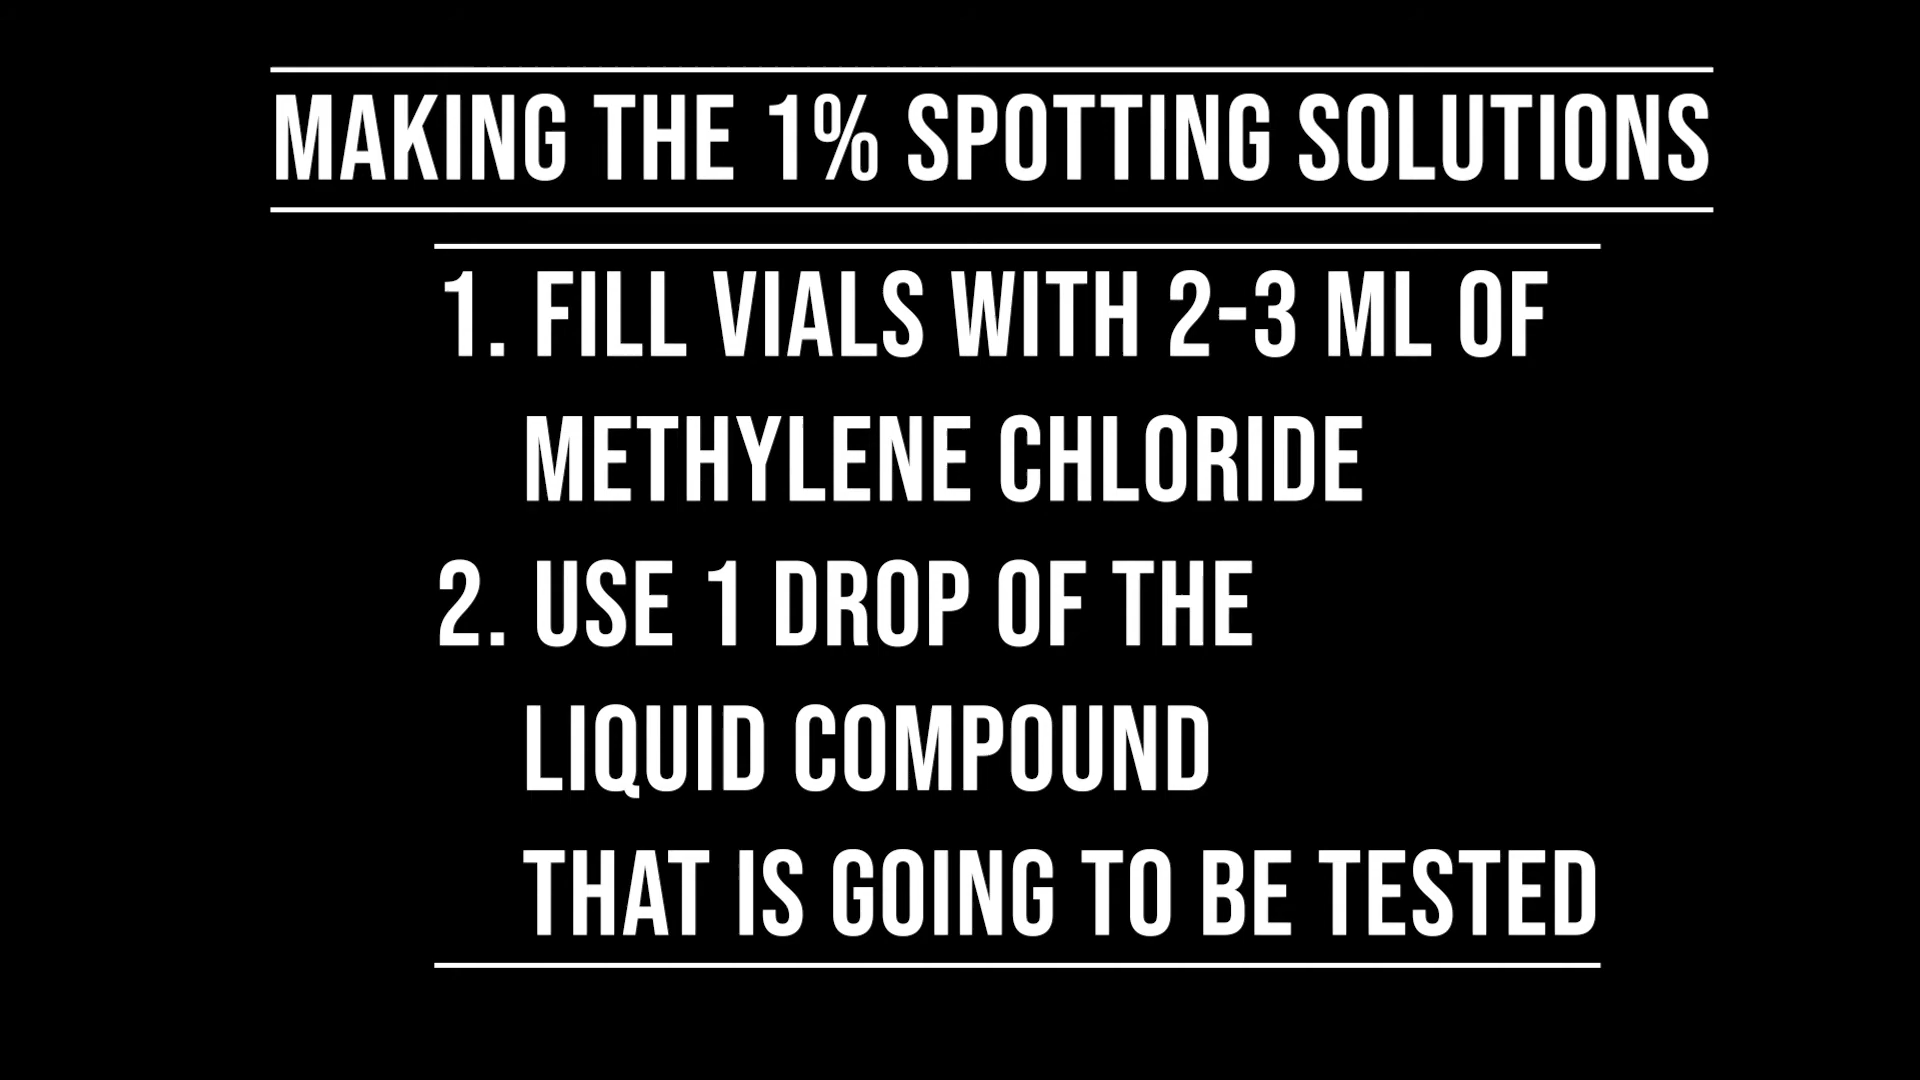 MAKING THE 1% SPOTTING SOLUTIONS
1. FILL VIALS WITH 2-3 ML OF
METHYLENE CHLORIDE
2. USE 1 DROP OF THE
LIQUID COMPOUND
THAT IS GOING TO BE TESTED